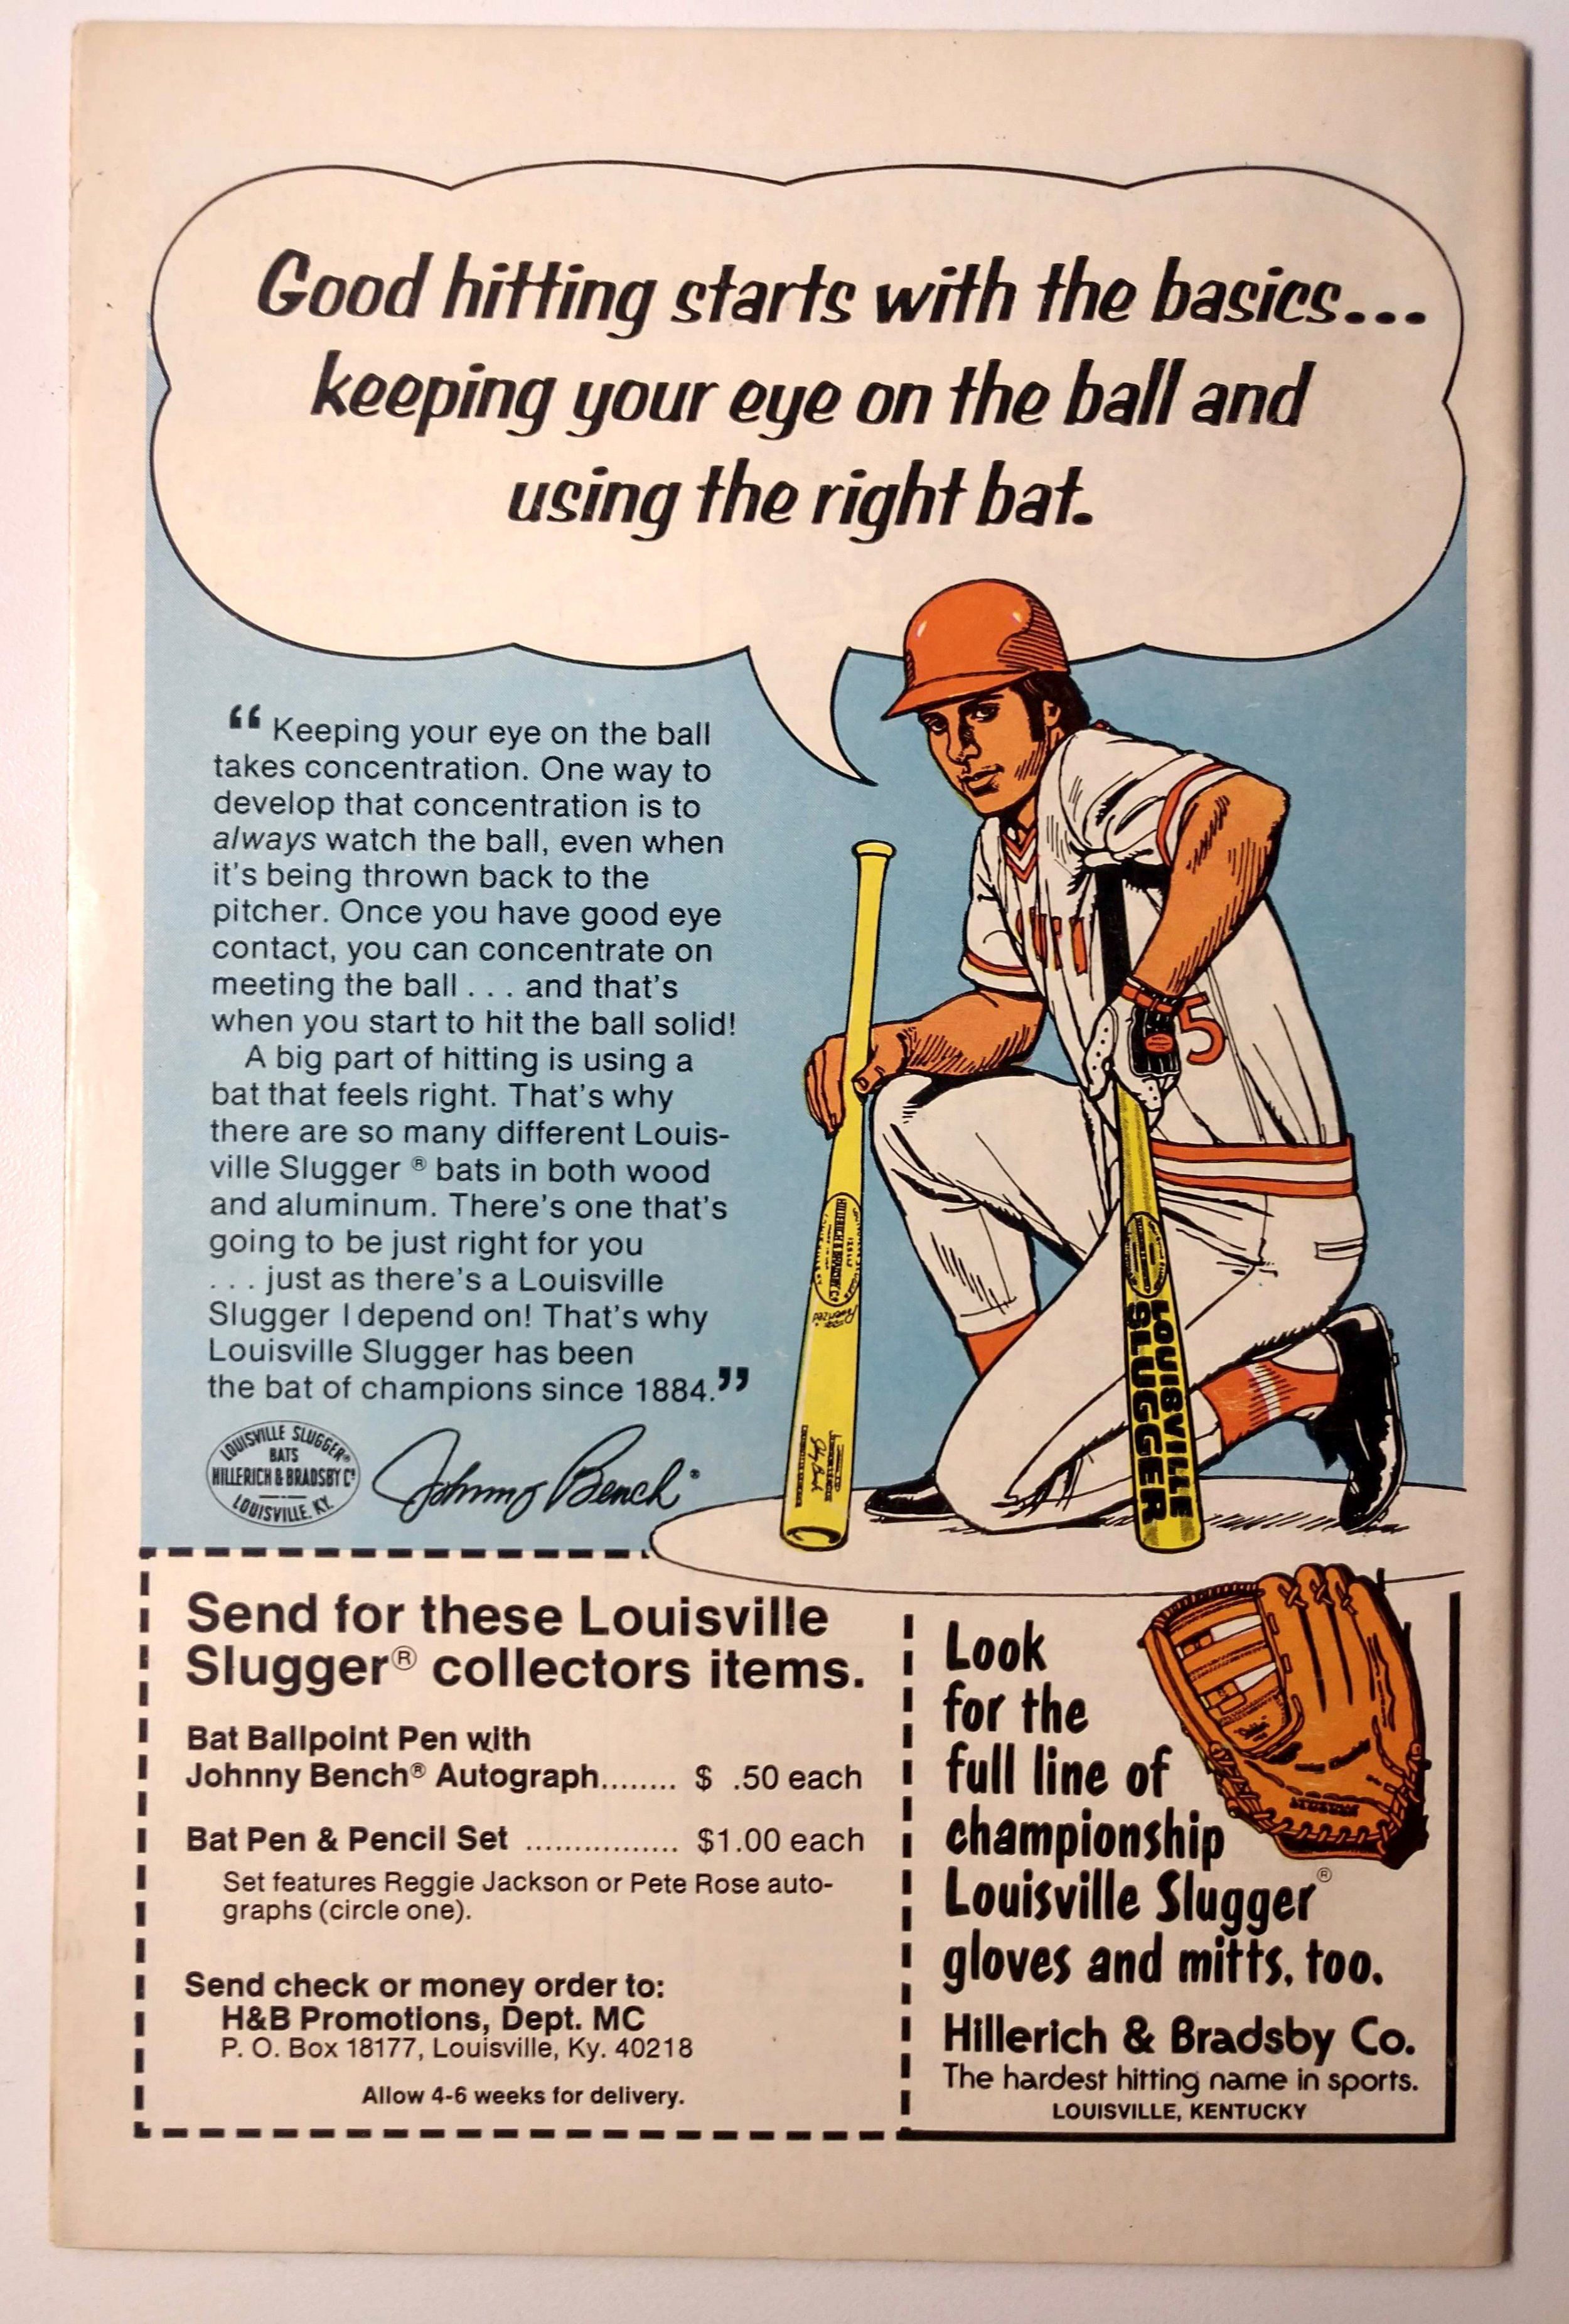 Good hitting starts with the basics...
keeping your eye on the ball and
using the right bat.
“Keeping your eye on the ball
takes concentration. One way to
develop that concentration is to
always watch the ball, even when
it's being thrown back to the
pitcher. Once you have good eye
contact, you can concentrate on
meeting the ball . . . and that's
when you start to hit the ball solid!
A big part of hitting is using a
bat that feels right. That's why
there are so many different Louis-
ville Slugger ® bats in both wood
and aluminum. There's one that's
going to be just right for you
. . . just as there's a Louisville
Slugger I depend on! That's why
Louisville Slugger has been
the bat of champions since 1884.”
LOUISVILLE SLUGGER®
BATS
HILLERICH & BRADSBY Cº
LOUISVILLE. KY.
Johnny Bench®
5
HILLERICH & BRADSBY Cº
LOUISVILLE
SLUGGER
Send for these Louisville
Slugger® collectors items.
Bat Ballpoint Pen with
Johnny Bench® Autograph........ $ .50 each
Bat Pen & Pencil Set ................ $1.00 each
Set features Reggie Jackson or Pete Rose auto-
graphs (circle one).
Send check or money order to:
H&B Promotions, Dept. MC
P. O. Box 18177, Louisville, Ky. 40218
Allow 4-6 weeks for delivery.
Look
for the
full line of
championship
Louisville Slugger®
gloves and mitts, too.
Hillerich & Bradsby Co.
The hardest hitting name in sports.
LOUISVILLE, KENTUCKY